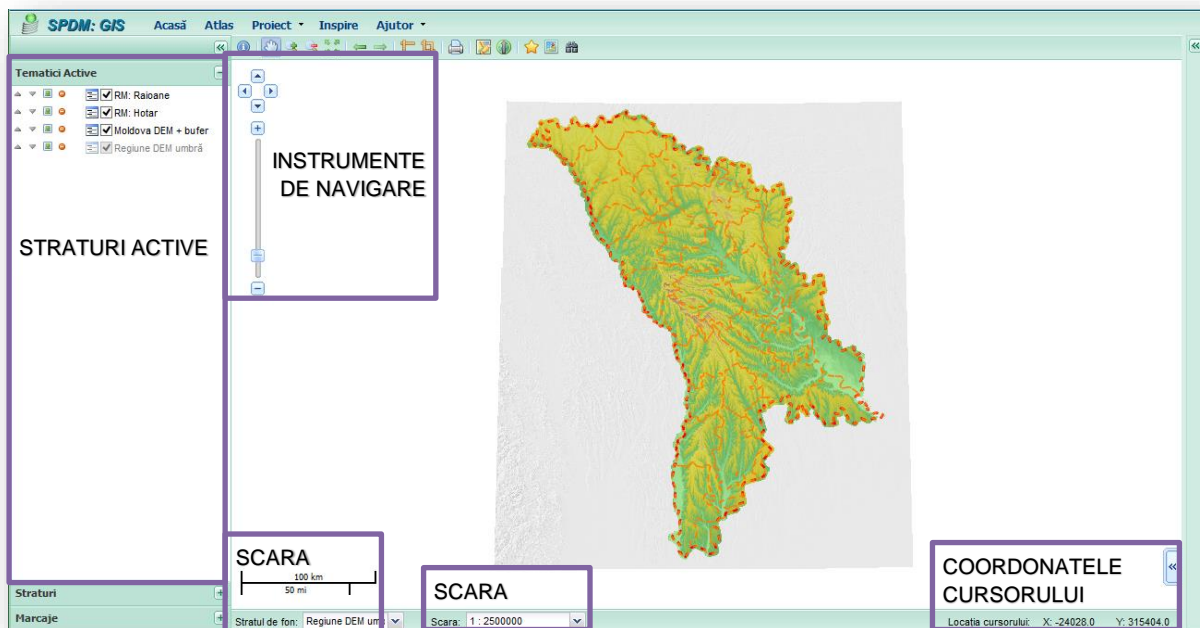 SPDM: GIS Acasă Atlas Proiect Inspire Ajutor
Tematici Active
RM: Raioane
RM: Hotar
Moldova DEM + bufer
Regiune DEM umbră
STRATURI ACTIVE
INSTRUMENTE
DE NAVIGARE
SCARA
100 km
50 mi
SCARA
COORDONATELE
CURSORULUI
Straturi
Marcaje
Stratul de fon: Regiune DEM Scara: 1 : 2500000 Locația cursorului: X: -24028.0 Y: 315404.0